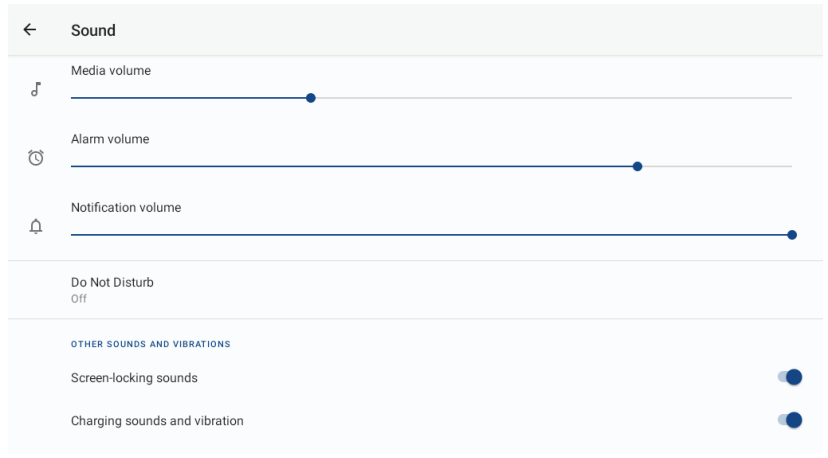 Sound
Media volume
Alarm volume
Notification volume
Do Not Disturb
Off
OTHER SOUNDS AND VIBRATIONS
Screen-locking sounds
Charging sounds and vibration